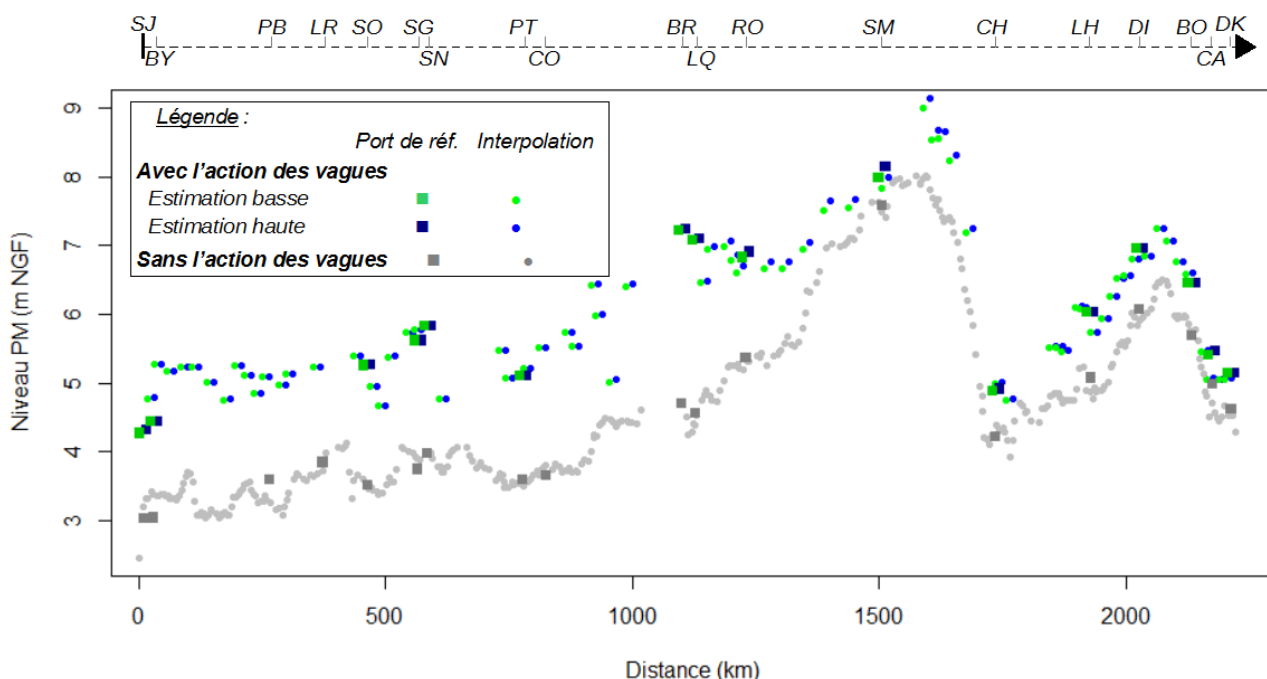 SJ PB LR SO SG PT BR RO SM CH LH DI BO DK
BY SN CO LQ CA
Légende :
Port de réf. Interpolation
Avec l'action des vagues
Estimation basse
Estimation haute
Sans l'action des vagues
Niveau PM (m NGF)
9
8
7
6
5
4
3
0 500 1000 1500 2000
Distance (km)